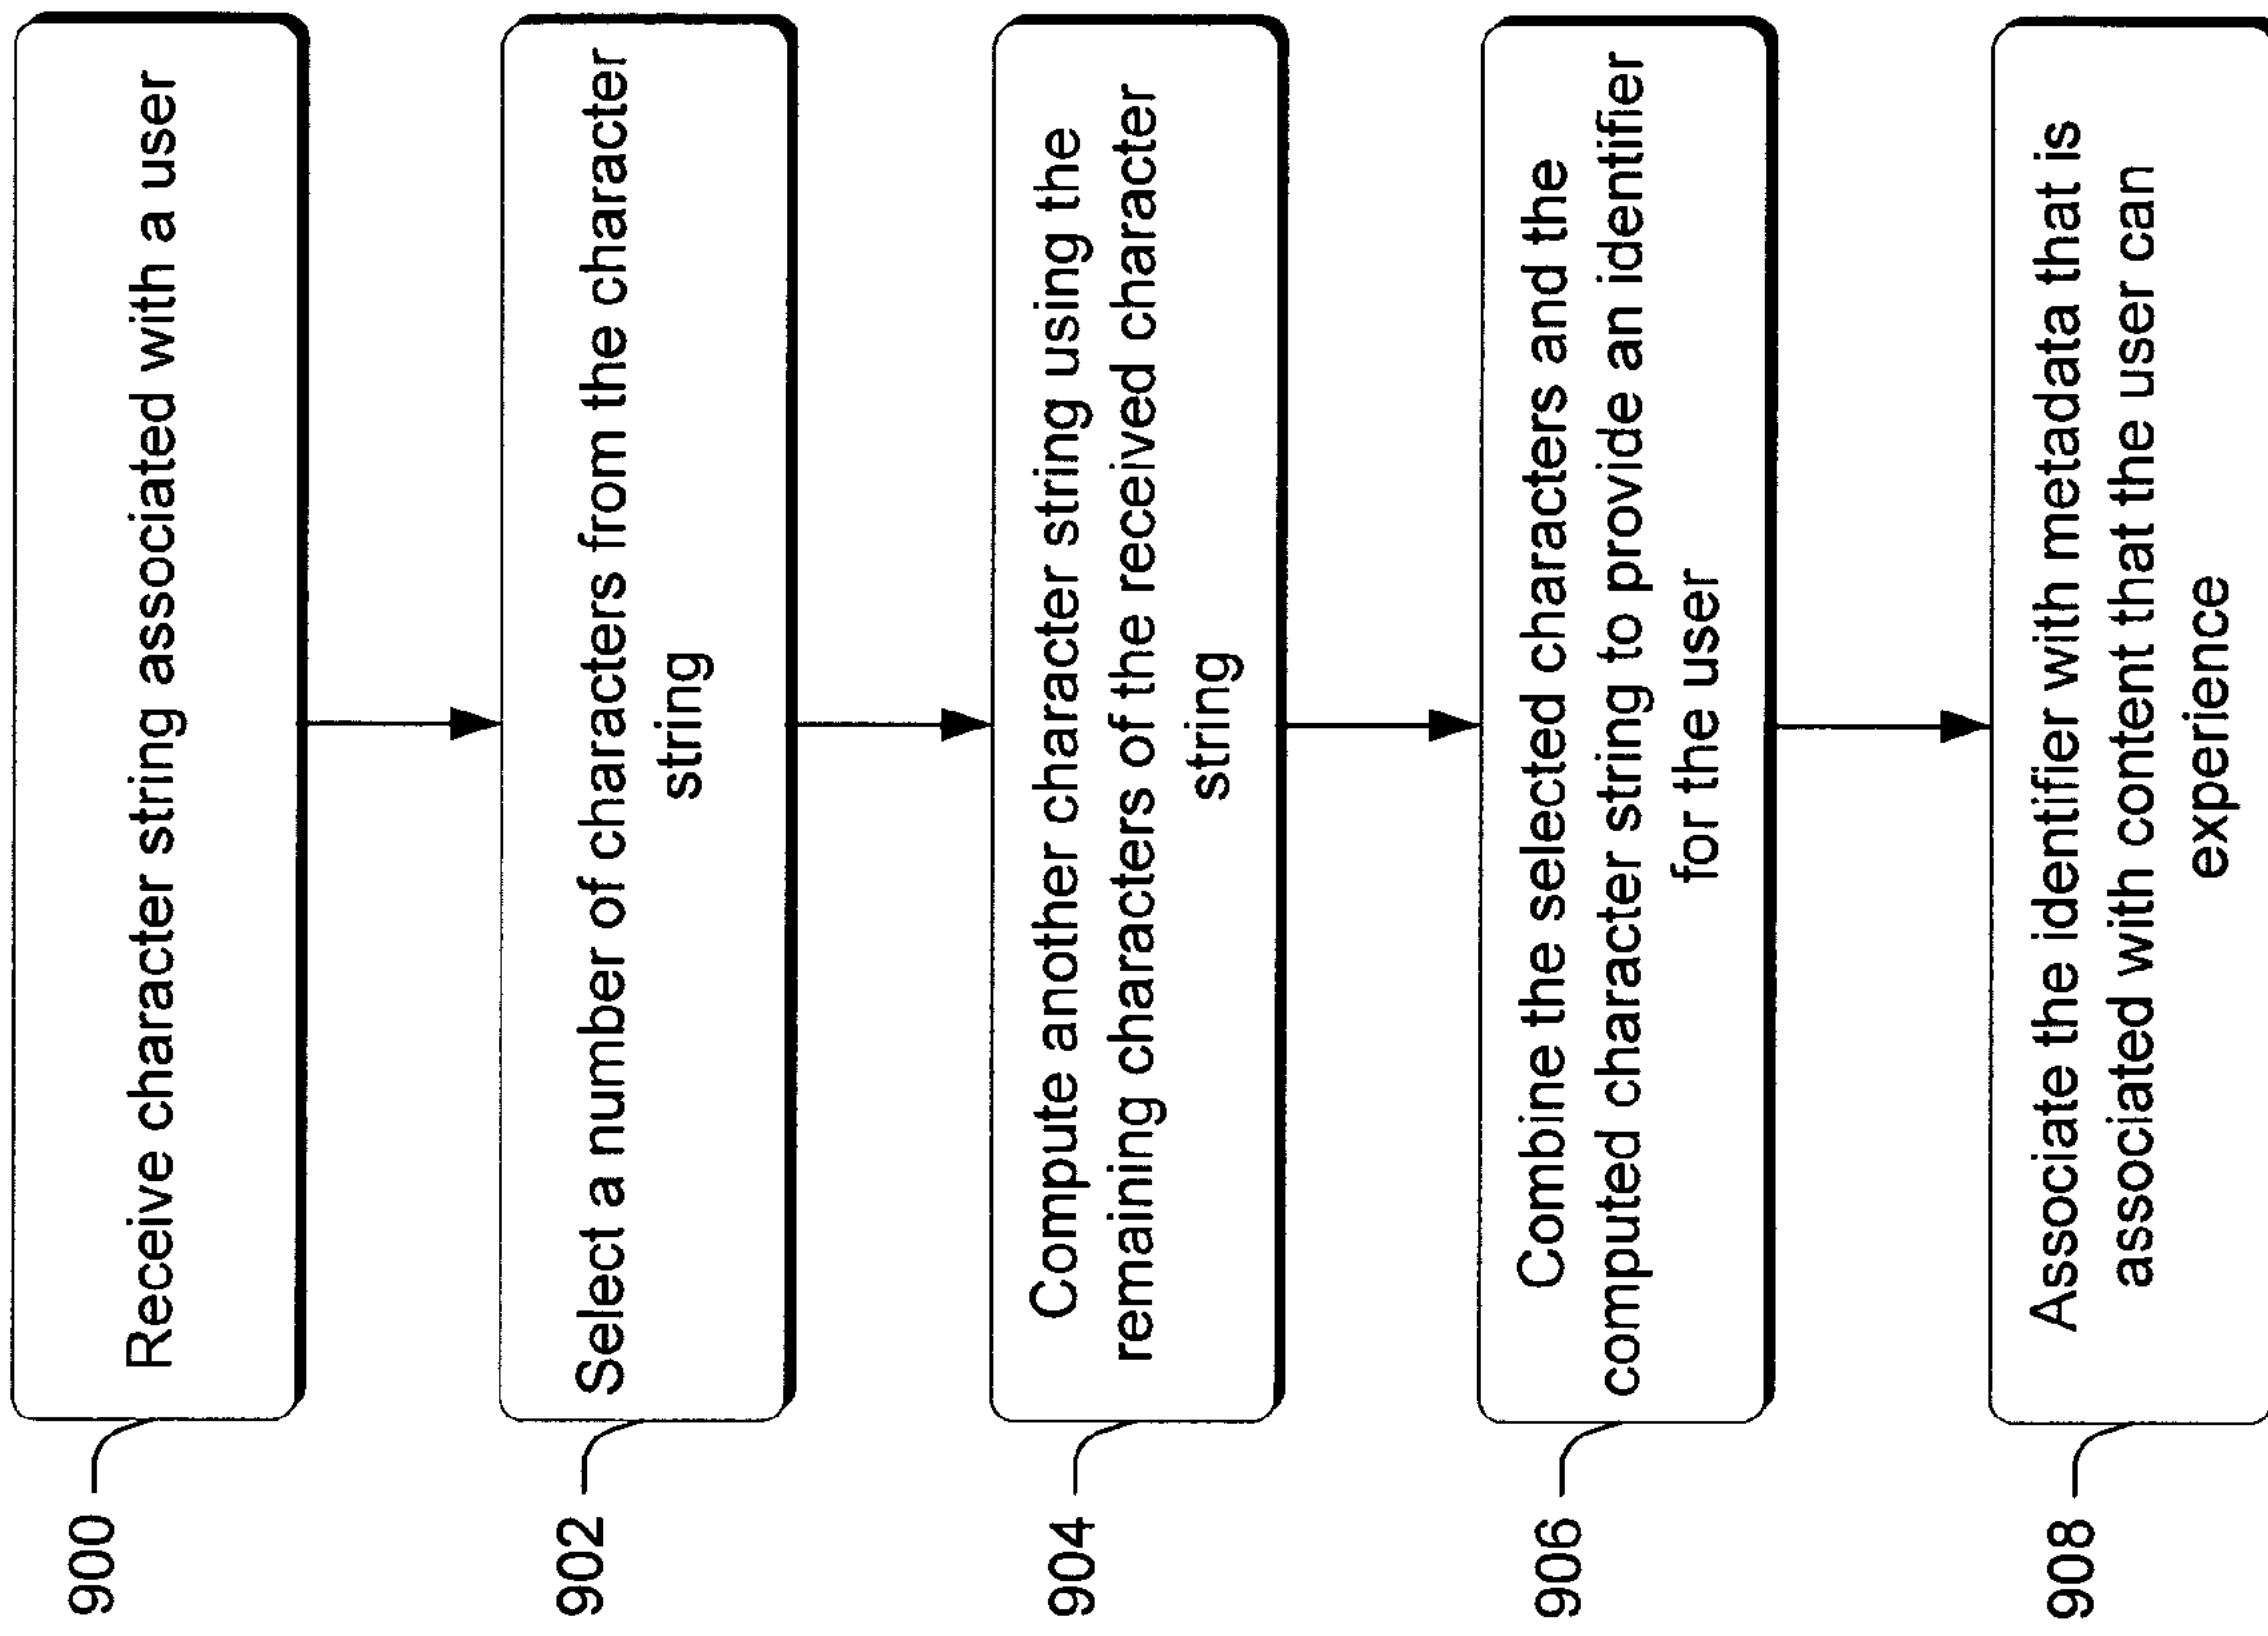 900
Receive character string associated with a user
902
Select a number of characters from the character
string
904
Compute another character string using the
remaining characters of the received character
string
906
Combine the selected characters and the
computed character string to provide an identifier
for the user
908
Associate the identifier with metadata that is
associated with content that the user can
experience